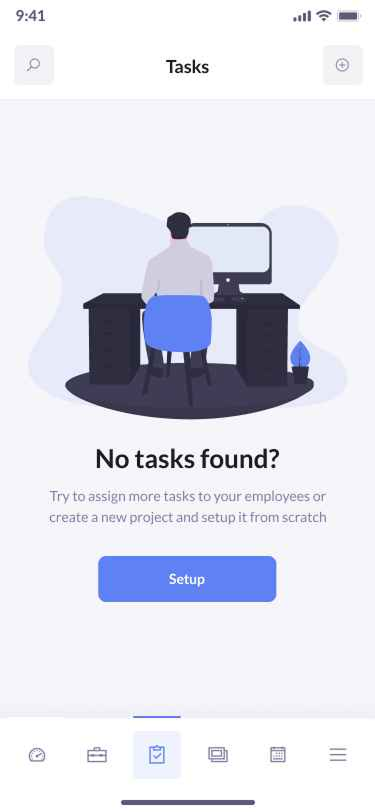 9:41
Tasks
No tasks found?
Try to assign more tasks to your employees or
create a new project and setup it from scratch
Setup